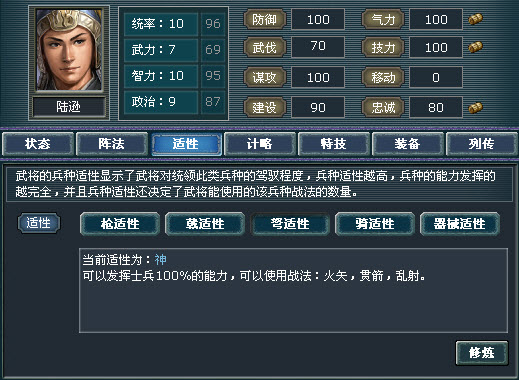 统率：10 96 防御 100 气力 100
武力：7 69 武伐 70 技力 100
智力：10 95 谋攻 100 移动 0
陆逊 政治：9 87 建设 90 忠诚 80
状态 阵法 适性 计略 特技 装备 列传
武将的兵种适性显示了武将对统领此类兵种的驾驭程度，兵种适性越高，兵种的能力发挥的
越完全，并且兵种适性还决定了武将能使用的该兵种战法的数量。
适性 枪适性 戟适性 弩适性 骑适性 器械适性
当前适性为：神
可以发挥士兵100%的能力，可以使用战法：火矢，贯箭，乱射。
修炼